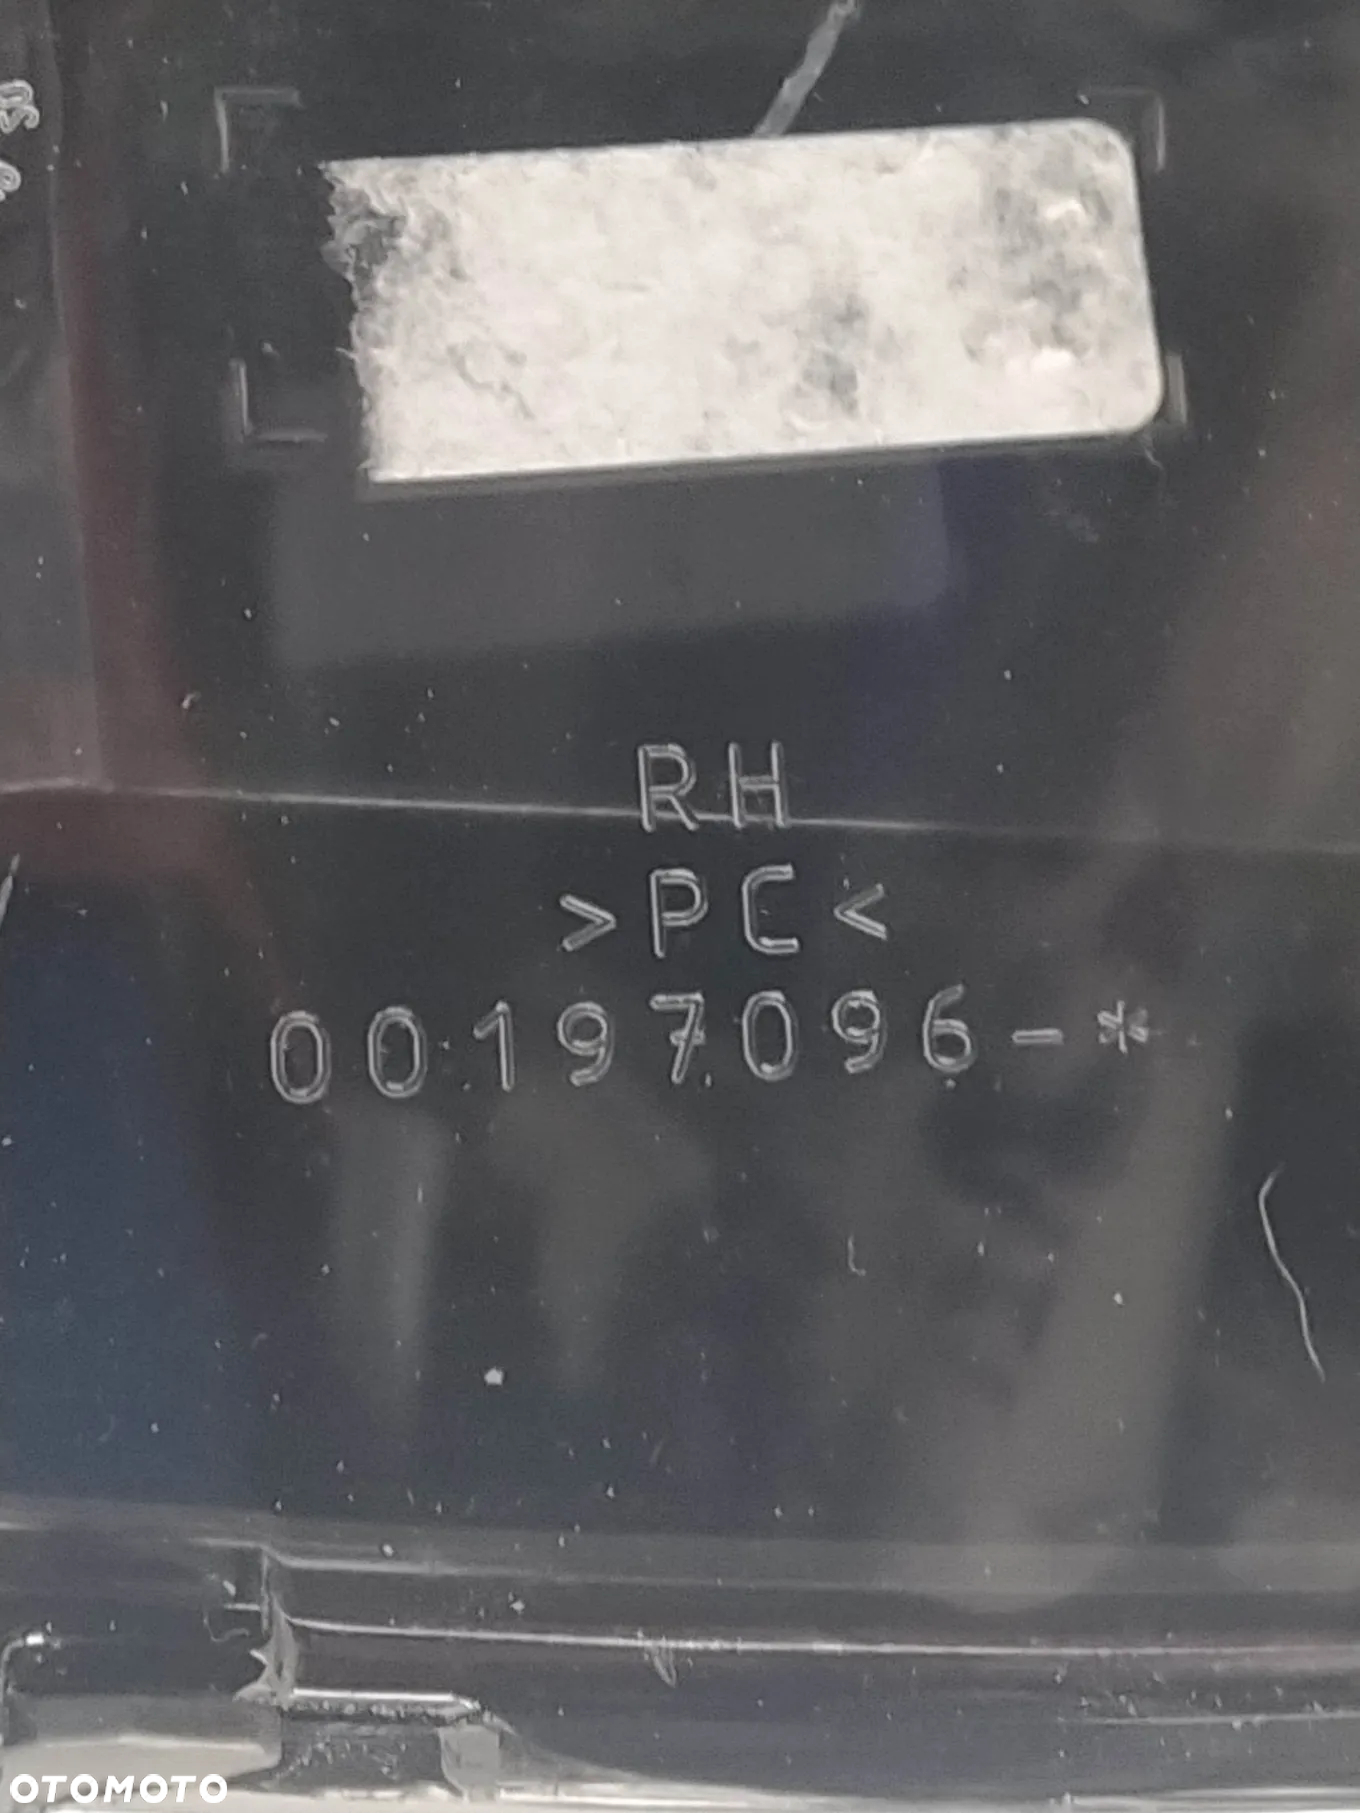 RH
>PC<
00197096-*
OTOMOTO